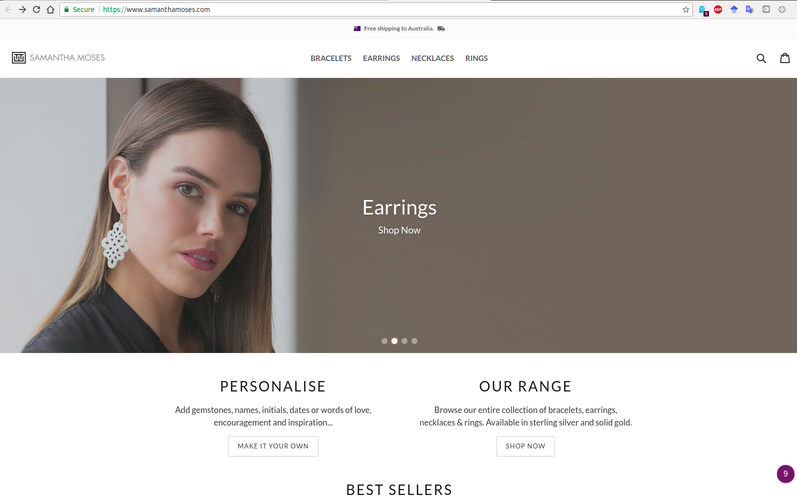 Secure https://www.samanthamoses.com
Free shipping to Australia.
SAMANTHA MOSES
BRACELETS EARRINGS NECKLACES RINGS
Earrings
Shop Now
PERSONALISE
Add gemstones, names, initials, dates or words of love,
encouragement and inspiration...
MAKE IT YOUR OWN
OUR RANGE
Browse our entire collection of bracelets, earrings,
necklaces & rings. Available in sterling silver and solid gold.
SHOP NOW
BEST SELLERS
9